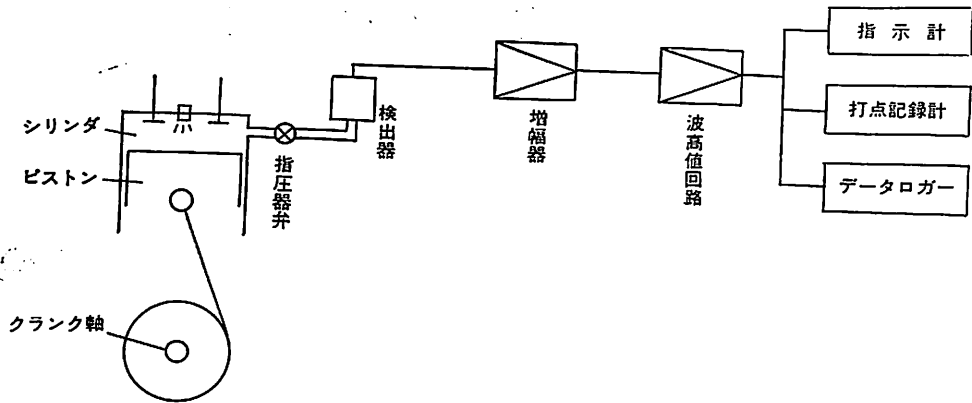 シリンダ
ピストン
クランク軸
指圧器弁
検出器
増幅器
波高値回路
指示計
打点記録計
データロガー